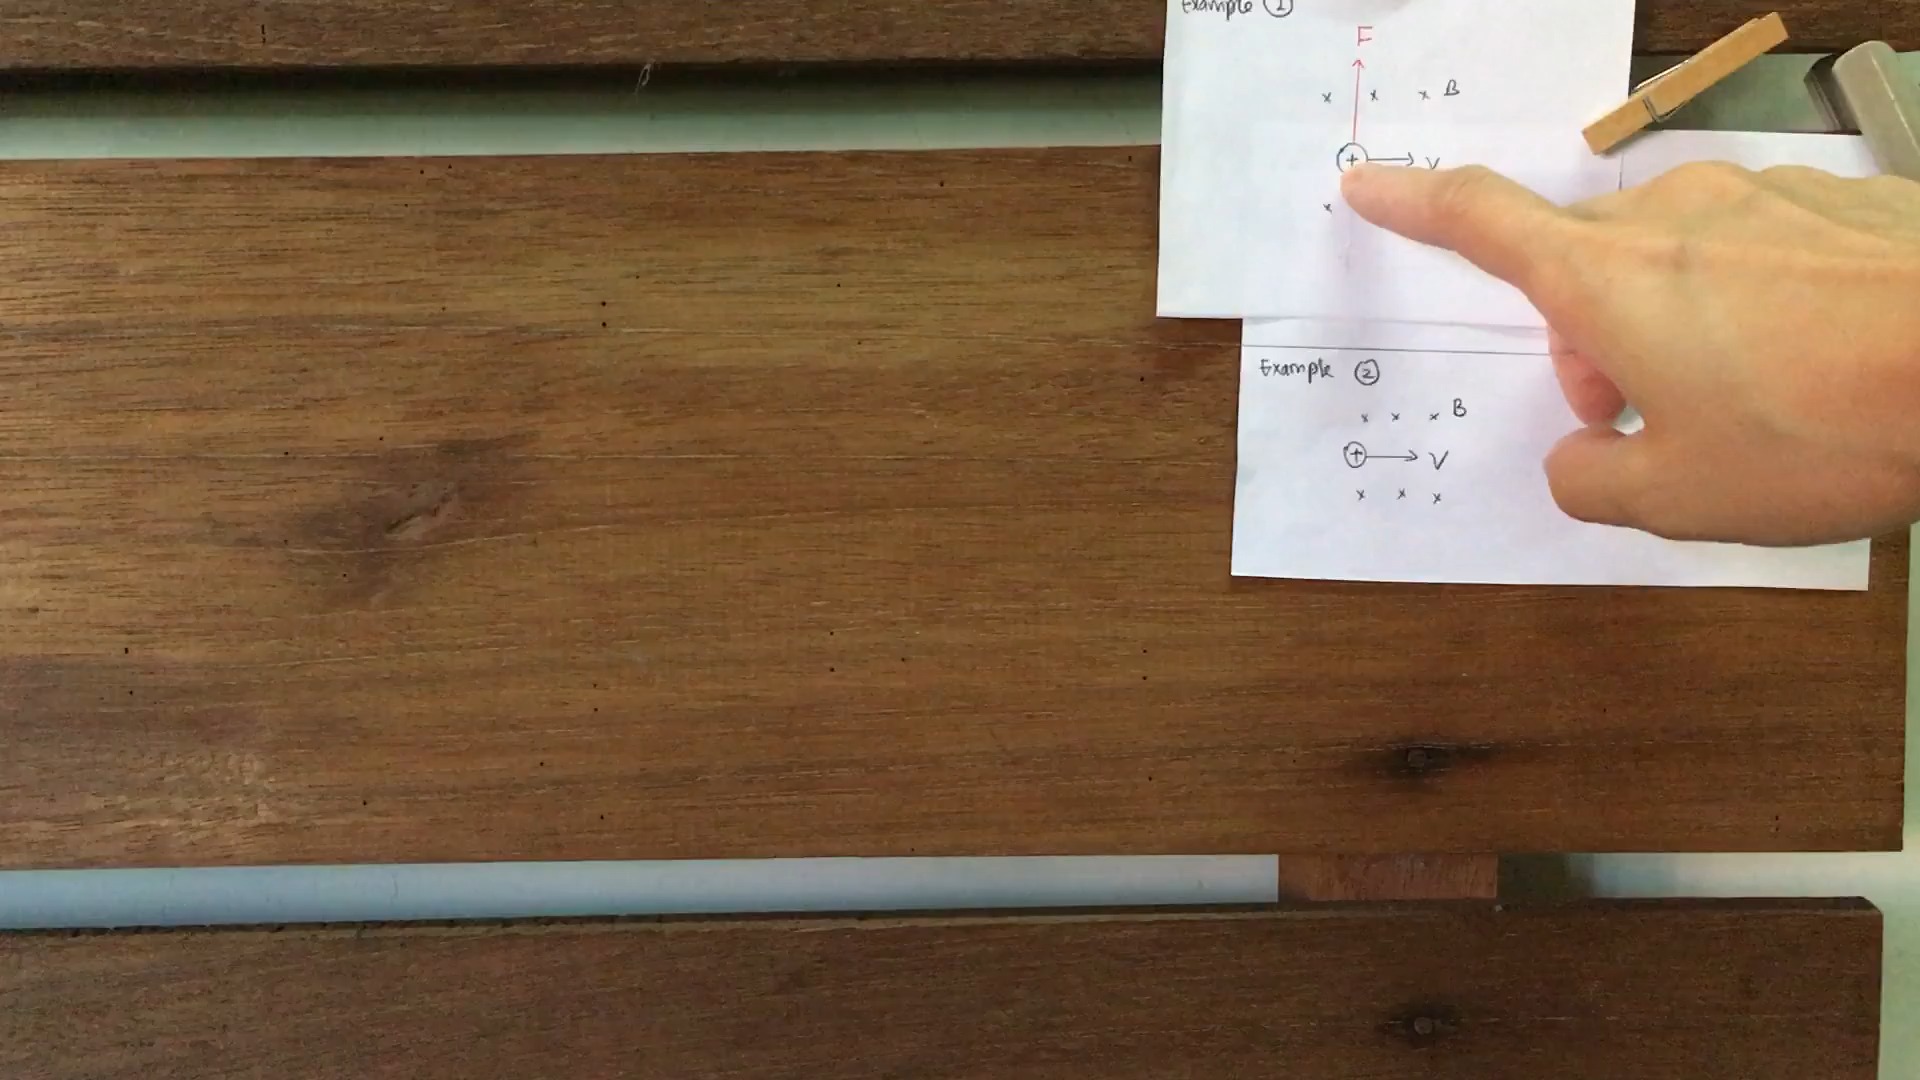 Example ①
F
x x x B
+ → V
x
Example ②
x x x B
+ → V
x x x